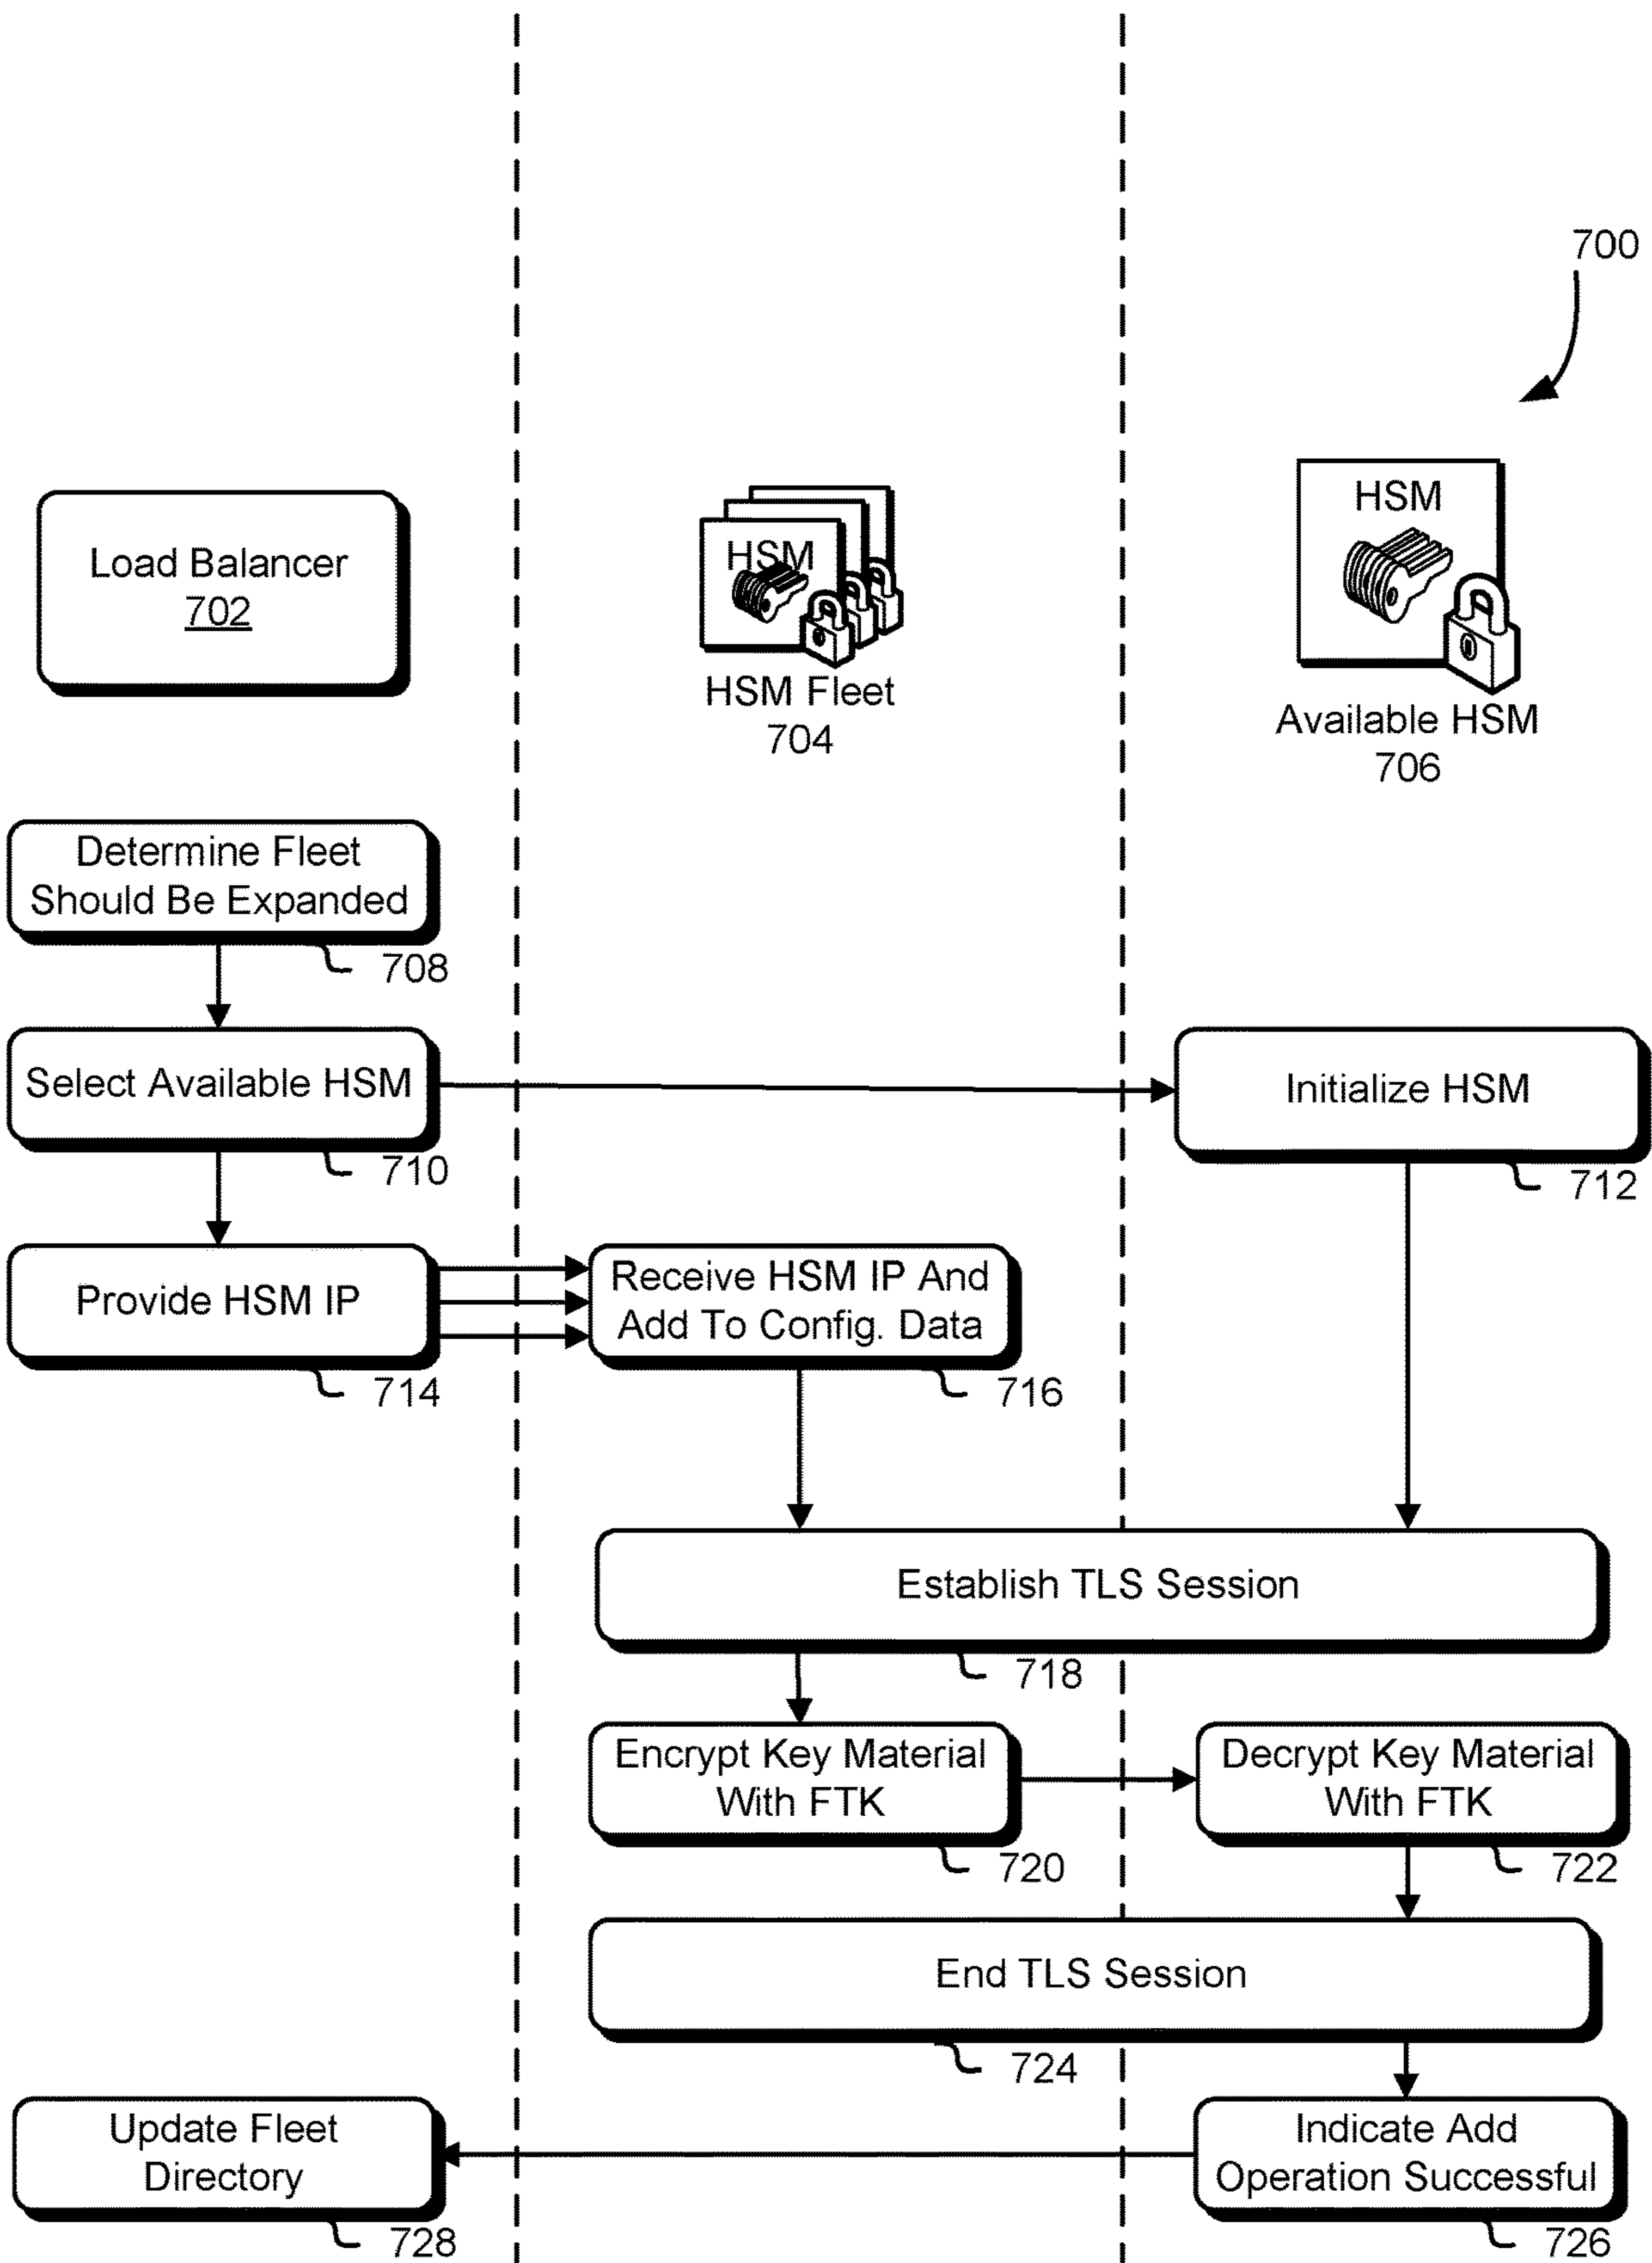 700
Load Balancer
702
HSM
HSM Fleet
704
HSM
Available HSM
706
Determine Fleet
Should Be Expanded
708
Select Available HSM
710
Initialize HSM
712
Provide HSM IP
714
Receive HSM IP And
Add To Config. Data
716
Establish TLS Session
718
Encrypt Key Material
With FTK
720
Decrypt Key Material
With FTK
722
End TLS Session
724
Update Fleet
Directory
728
Indicate Add
Operation Successful
726